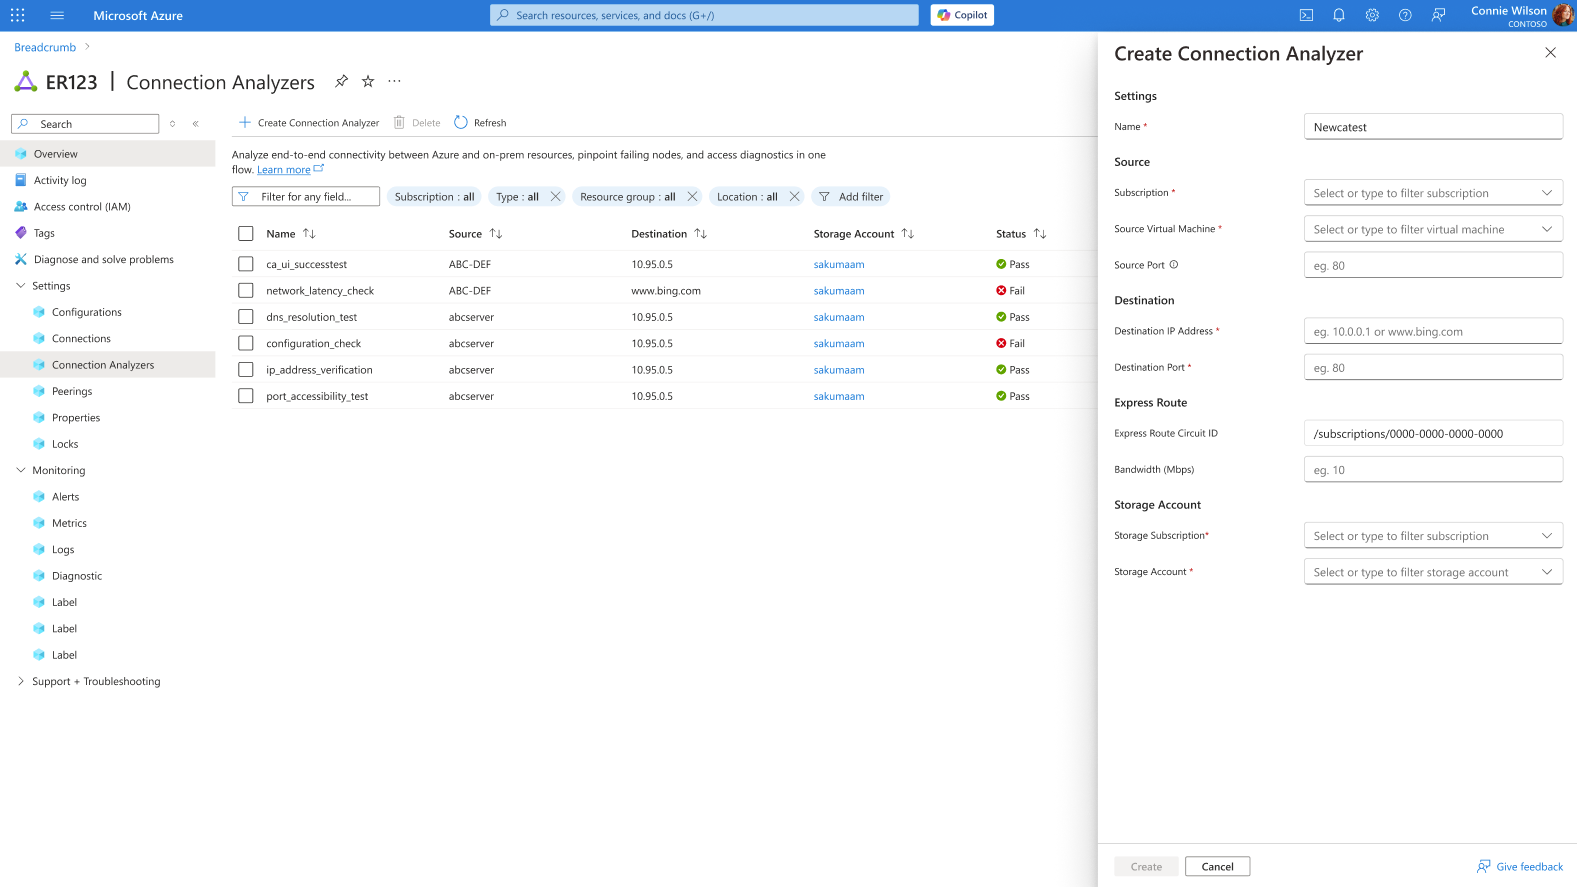 Microsoft Azure
Search resources, services, and docs (G+/)
Copilot
Connie Wilson
CONTOSO
Breadcrumb
ER123 | Connection Analyzers
Search
Overview
Activity log
Access control (IAM)
Tags
Diagnose and solve problems
Settings
Configurations
Connections
Connection Analyzers
Peerings
Properties
Locks
Monitoring
Alerts
Metrics
Logs
Diagnostic
Label
Label
Label
Support + Troubleshooting
Create Connection Analyzer Delete Refresh
Analyze end-to-end connectivity between Azure and on-prem resources, pinpoint failing nodes, and access diagnostics in one
flow. Learn more
Filter for any field... Subscription : all Type : all Resource group : all Location : all Add filter
Name Source Destination Storage Account Status
ca_ui_successtest ABC-DEF 10.95.0.5 sakumaam Pass
network_latency_check ABC-DEF www.bing.com sakumaam Fail
dns_resolution_test abcserver 10.95.0.5 sakumaam Pass
configuration_check abcserver 10.95.0.5 sakumaam Fail
ip_address_verification abcserver 10.95.0.5 sakumaam Pass
port_accessibility_test abcserver 10.95.0.5 sakumaam Pass
Create Connection Analyzer
Settings
Name * Newcatest
Source
Subscription * Select or type to filter subscription
Source Virtual Machine * Select or type to filter virtual machine
Source Port eg. 80
Destination
Destination IP Address * eg. 10.0.0.1 or www.bing.com
Destination Port * eg. 80
Express Route
Express Route Circuit ID /subscriptions/0000-0000-0000-0000
Bandwidth (Mbps) eg. 10
Storage Account
Storage Subscription* Select or type to filter subscription
Storage Account * Select or type to filter storage account
Create Cancel Give feedback